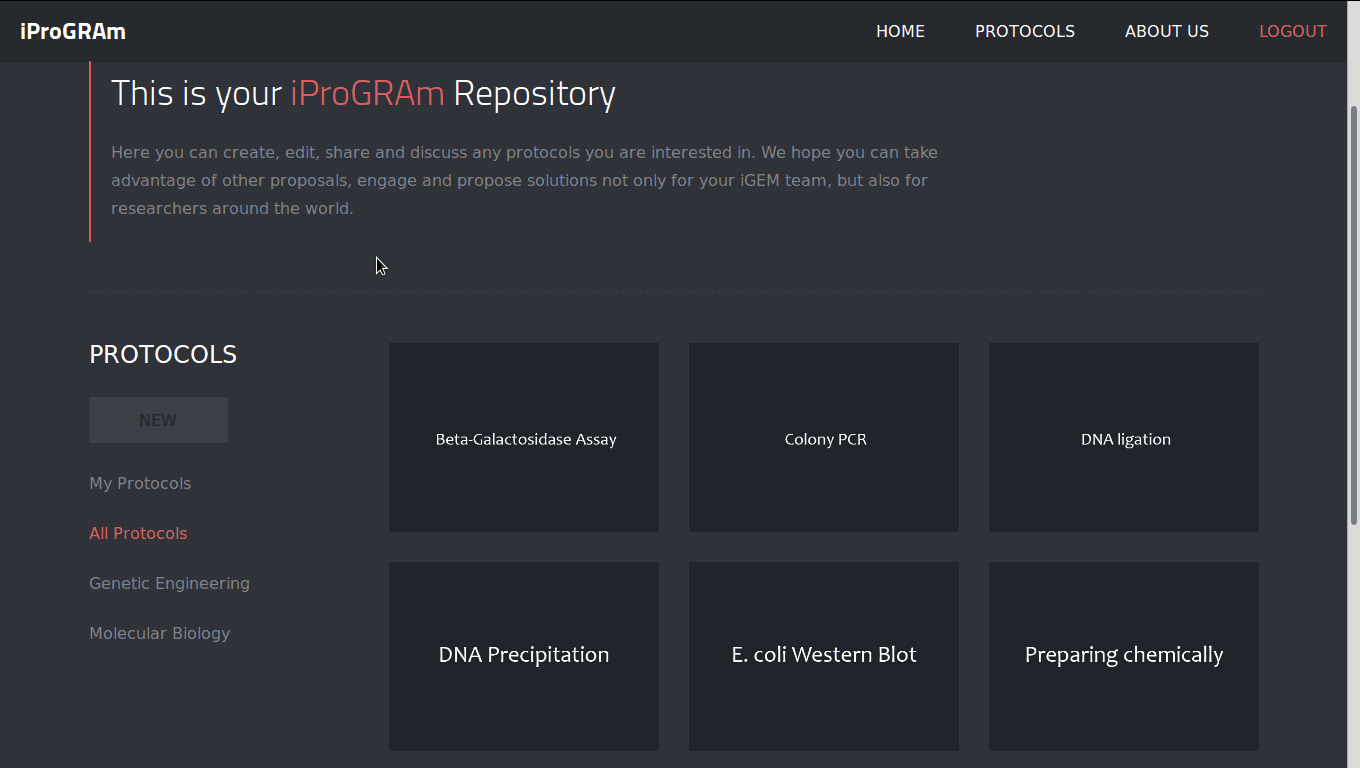 iProGRAm
HOME
PROTOCOLS
ABOUT US
LOGOUT
This is your iProGRAm Repository
Here you can create, edit, share and discuss any protocols you are interested in. We hope you can take
advantage of other proposals, engage and propose solutions not only for your iGEM team, but also for
researchers around the world.
PROTOCOLS
NEW
My Protocols
All Protocols
Genetic Engineering
Molecular Biology
Beta-Galactosidase Assay
Colony PCR
DNA ligation
DNA Precipitation
E. coli Western Blot
Preparing chemically